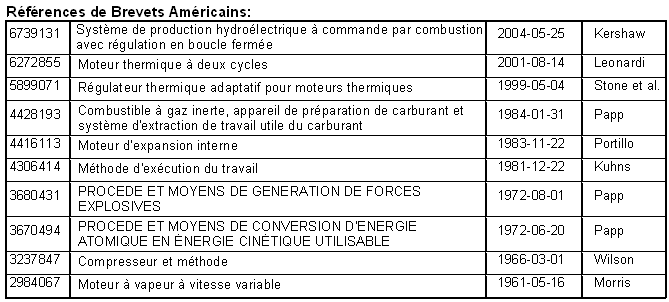 Références de Brevets Américains:
6739131 Système de production hydroélectrique à commande par combustion 2004-05-25 Kershaw
avec régulation en boucle fermée
6272855 Moteur thermique à deux cycles 2001-08-14 Leonardi
5899071 Régulateur thermique adaptatif pour moteurs thermiques 1999-05-04 Stone et al.
4428193 Combustible à gaz inerte, appareil de préparation de carburant et 1984-01-31 Papp
système d'extraction de travail utile du carburant
4416113 Moteur d'expansion interne 1983-11-22 Portillo
4306414 Méthode d'exécution du travail 1981-12-22 Kuhns
3680431 PROCEDE ET MOYENS DE GENERATION DE FORCES 1972-08-01 Papp
EXPLOSIVES
3670494 PROCEDE ET MOYENS DE CONVERSION D'ENERGIE 1972-06-20 Papp
ATOMIQUE EN ÉNERGIE CINÉTIQUE UTILISABLE
3237847 Compresseur et méthode 1966-03-01 Wilson
2984067 Moteur à vapeur à vitesse variable 1961-05-16 Morris